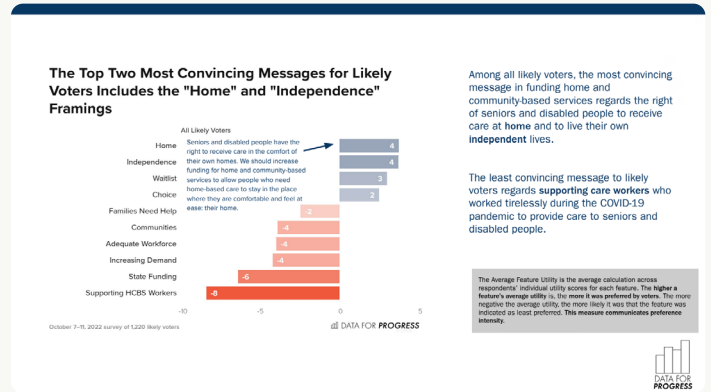 The Top Two Most Convincing Messages for Likely
Voters Includes the "Home" and "Independence"
Framings
All Likely Voters
Seniors and disabled people have the
right to receive care in the comfort of
their own homes. We should increase
funding for home and community-based
services to allow people who need
home-based care to stay in the place
where they are comfortable and feel at
ease: their home.
Home 4
Independence 4
Waitlist 3
Choice 2
Families Need Help -2
Communities -4
Adequate Workforce -4
Increasing Demand -4
State Funding -6
Supporting HCBS Workers -8
-10 -5 0 5
October 7–11, 2022 survey of 1,220 likely voters
DATA FOR PROGRESS
Among all likely voters, the most convincing
message in funding home and
community-based services regards the right
of seniors and disabled people to receive
care at home and to live their own
independent lives.
The least convincing message to likely
voters regards supporting care workers who
worked tirelessly during the COVID-19
pandemic to provide care to seniors and
disabled people.
The Average Feature Utility is the average calculation across
respondents' individual utility scores for each feature. The higher a
feature's average utility is, the more it was preferred by voters. The more
negative the average utility, the more likely it was that the feature was
indicated as least preferred. This measure communicates preference
intensity.
DATA FOR
PROGRESS